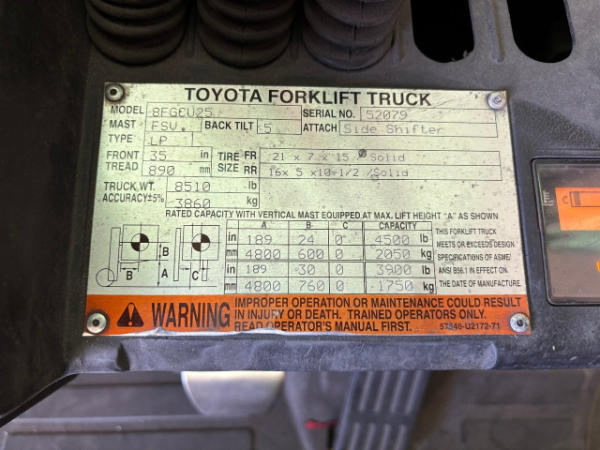 TOYOTA FORKLIFT TRUCK
MODEL 8FGCU25 SERIAL NO. 52079
MAST FSV. BACK TILT 5 ATTACH Side Shifter
TYPE LP
FRONT 35 in TIRE FR 21 x 7 x 15 Ø Solid
TREAD 890 mm SIZE RR 16x 5 x10-1/2 /Solid
TRUCK WT. 8510 lb
ACCURACY±5% 3860 kg
RATED CAPACITY WITH VERTICAL MAST EQUIPPED AT MAX. LIFT HEIGHT "A" AS SHOWN
A B C CAPACITY
in 189 24 0 4500 lb THIS FORKLIFT TRUCK
mm 4800 600 0 2050 kg MEETS OR EXCEEDS DESIGN
SPECIFICATIONS OF ASME/
in 189 30 0 3900 lb ANSI B56.1 IN EFFECT ON
mm 4800 760 0 1750 kg THE DATE OF MANUFACTURE.
B B A C
WARNING IMPROPER OPERATION OR MAINTENANCE COULD RESULT
IN INJURY OR DEATH. TRAINED OPERATORS ONLY.
READ OPERATOR'S MANUAL FIRST.
57346-U2172-71
C